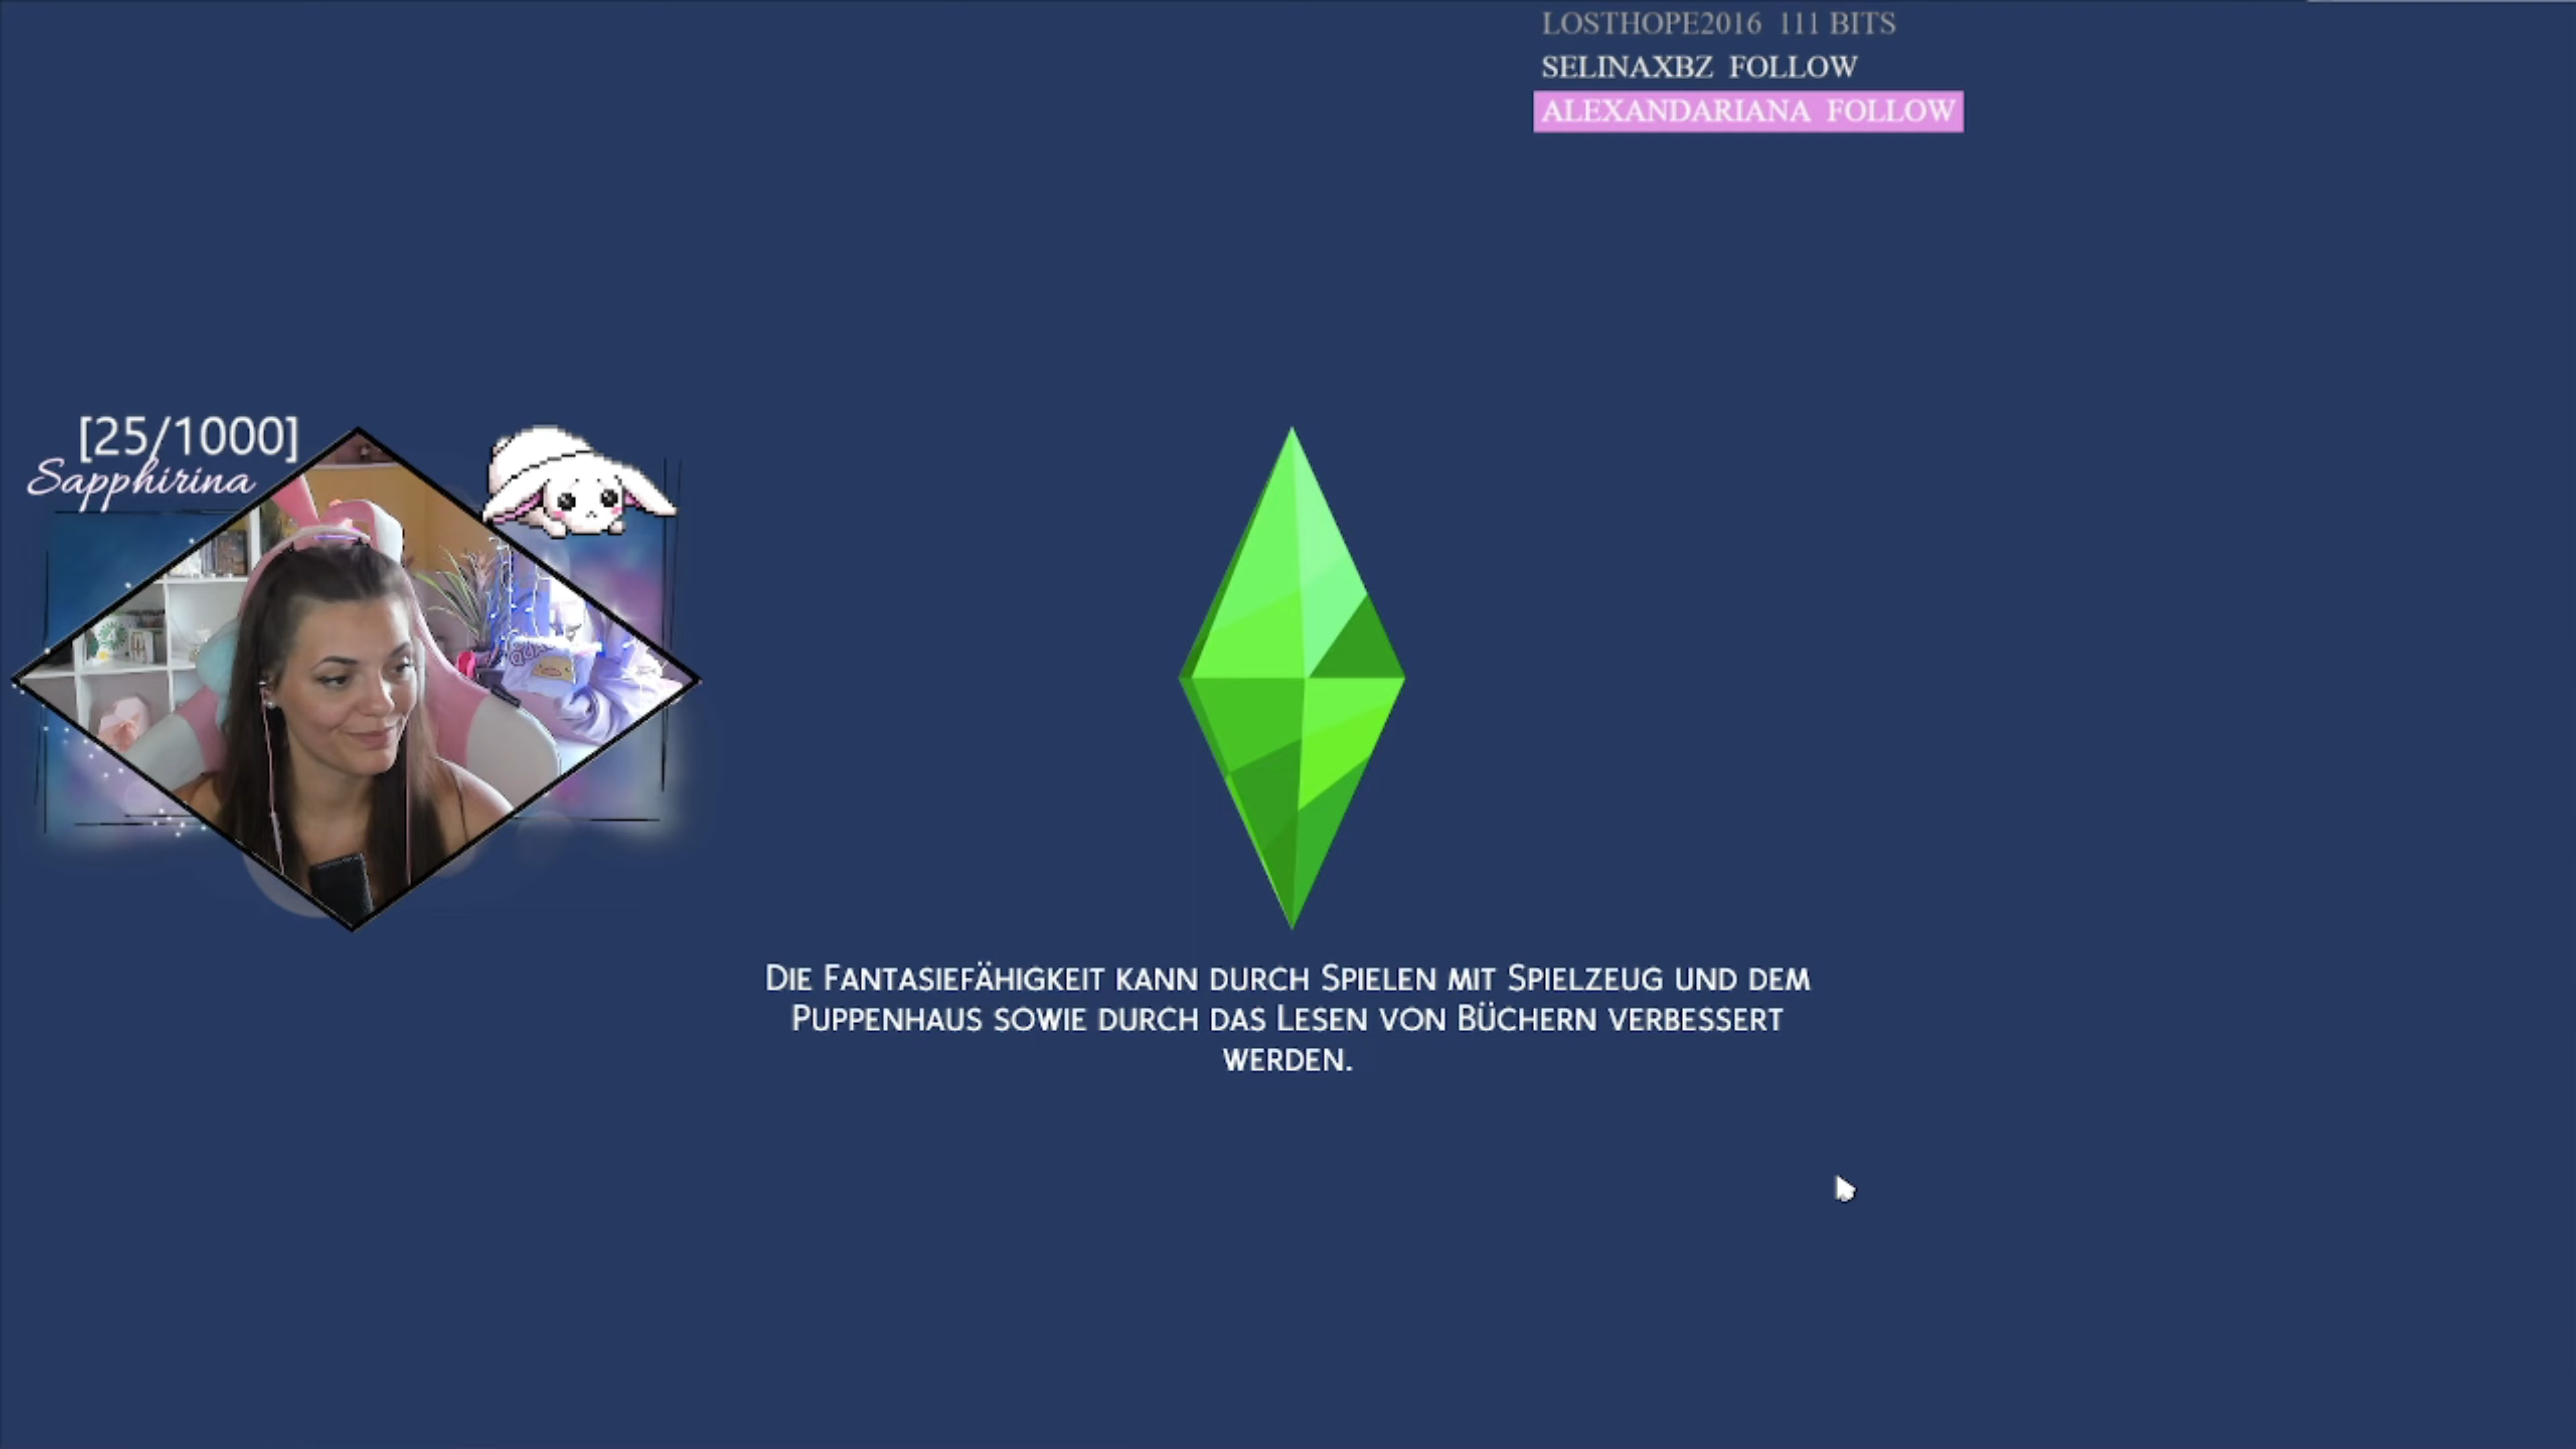 LOSTHOPE2016 111 BITS
SELINAXBZ FOLLOW
ALEXANDARIANA FOLLOW
[25/1000]
Sapphirina
DIE FANTASIEFÄHIGKEIT KANN DURCH SPIELEN MIT SPIELZEUG UND DEM
PUPPENHAUS SOWIE DURCH DAS LESEN VON BÜCHERN VERBESSERT
WERDEN.